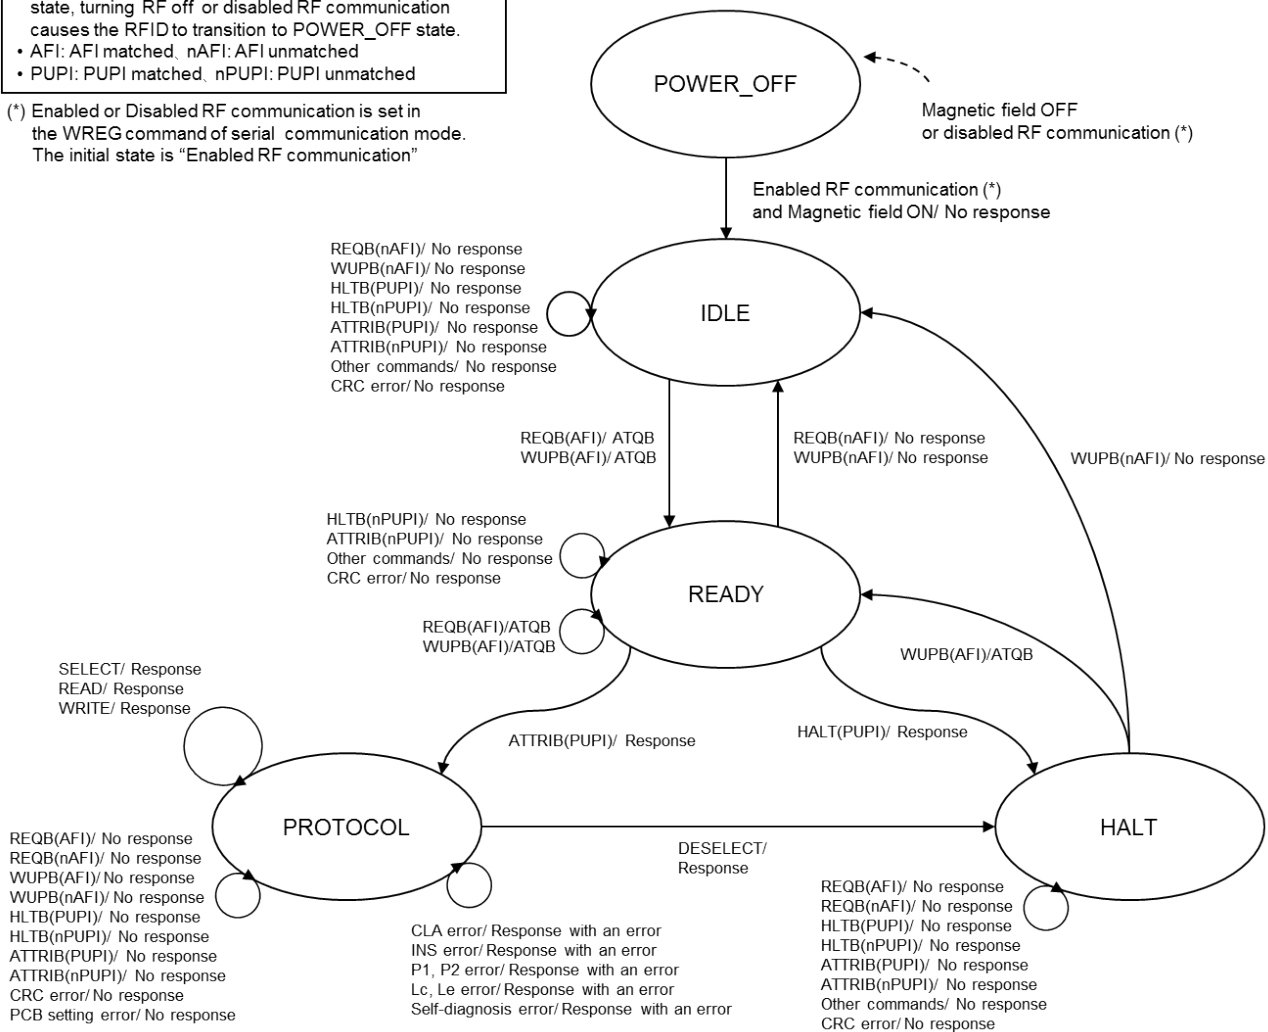 state, turning RF off or disabled RF communication
causes the RFID to transition to POWER_OFF state.
• AFI: AFI matched、nAFI: AFI unmatched
• PUPI: PUPI matched、nPUPI: PUPI unmatched
(*) Enabled or Disabled RF communication is set in
the WREG command of serial communication mode.
The initial state is “Enabled RF communication”
POWER_OFF
Magnetic field OFF
or disabled RF communication (*)
Enabled RF communication (*)
and Magnetic field ON/ No response
REQB(nAFI)/ No response
WUPB(nAFI)/ No response
HLTB(PUPI)/ No response
HLTB(nPUPI)/ No response
ATTRIB(PUPI)/ No response
ATTRIB(nPUPI)/ No response
Other commands/ No response
CRC error/ No response
IDLE
REQB(AFI)/ ATQB
WUPB(AFI)/ ATQB
REQB(nAFI)/ No response
WUPB(nAFI)/ No response
WUPB(nAFI)/ No response
HLTB(nPUPI)/ No response
ATTRIB(nPUPI)/ No response
Other commands/ No response
CRC error/ No response
READY
REQB(AFI)/ATQB
WUPB(AFI)/ATQB
WUPB(AFI)/ATQB
SELECT/ Response
READ/ Response
WRITE/ Response
ATTRIB(PUPI)/ Response
HALT(PUPI)/ Response
PROTOCOL
HALT
DESELECT/
Response
REQB(AFI)/ No response
REQB(nAFI)/ No response
WUPB(AFI)/ No response
WUPB(nAFI)/ No response
HLTB(PUPI)/ No response
HLTB(nPUPI)/ No response
ATTRIB(PUPI)/ No response
ATTRIB(nPUPI)/ No response
CRC error/ No response
PCB setting error/ No response
CLA error/ Response with an error
INS error/ Response with an error
P1, P2 error/ Response with an error
Lc, Le error/ Response with an error
Self-diagnosis error/ Response with an error
REQB(AFI)/ No response
REQB(nAFI)/ No response
HLTB(PUPI)/ No response
HLTB(nPUPI)/ No response
ATTRIB(PUPI)/ No response
ATTRIB(nPUPI)/ No response
Other commands/ No response
CRC error/ No response